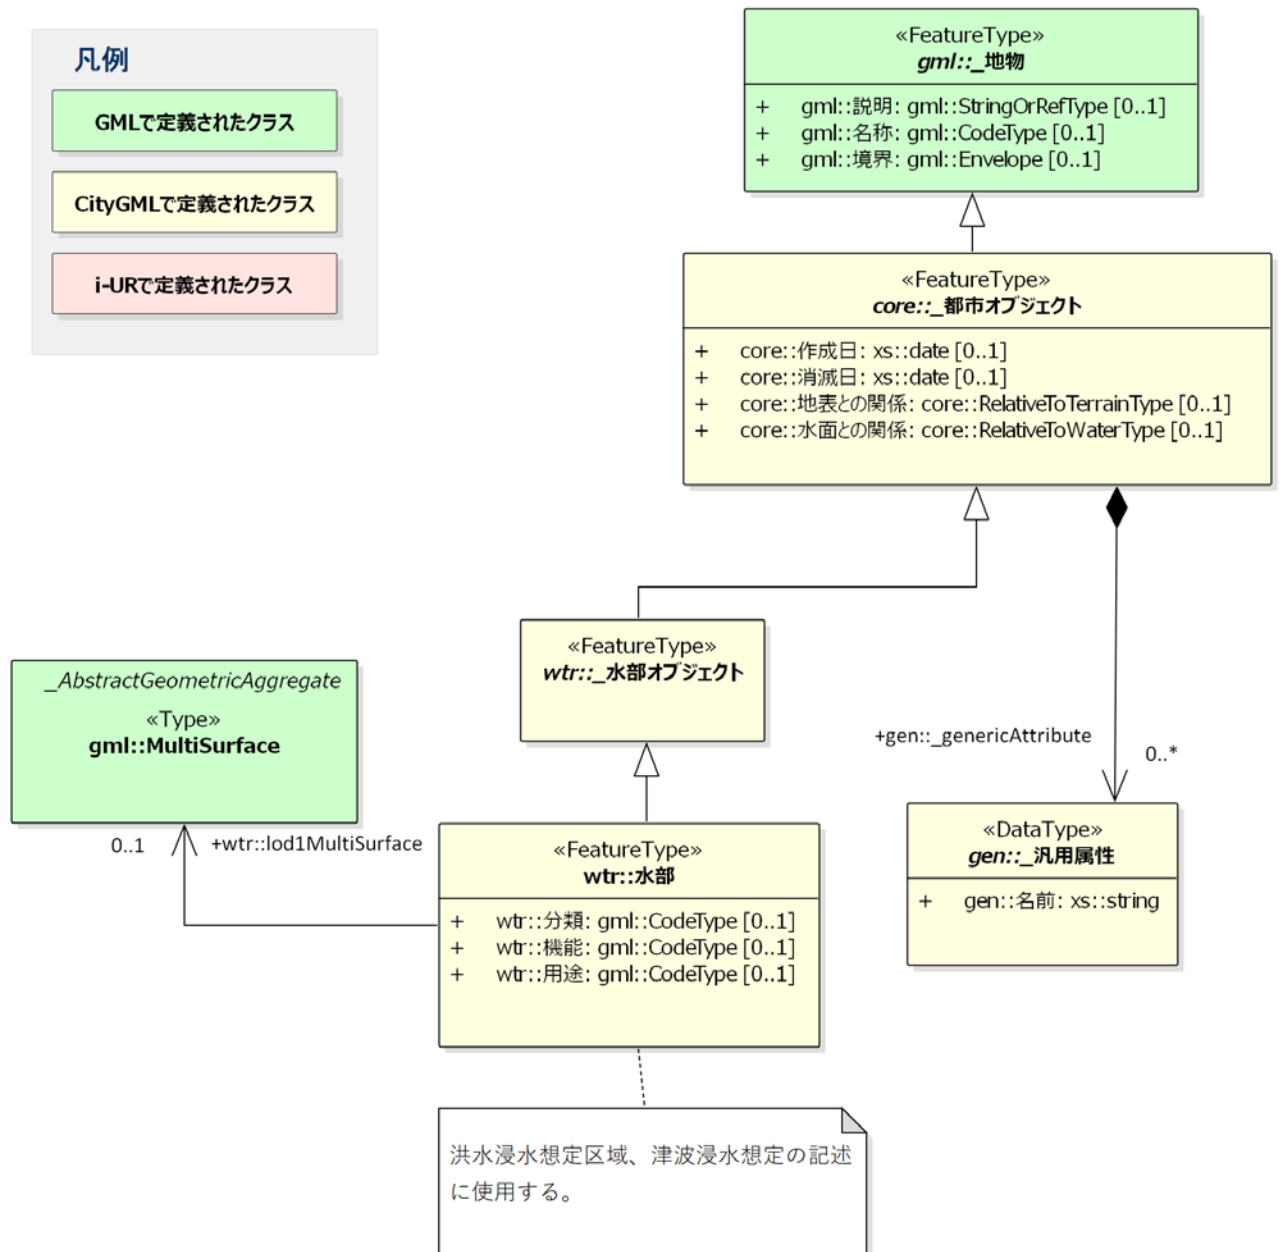 凡例
GMLで定義されたクラス
CityGMLで定義されたクラス
i-URで定義されたクラス
«FeatureType»
gml::_地物
+ gml::説明: gml::StringOrRefType [0..1]
+ gml::名称: gml::CodeType [0..1]
+ gml::境界: gml::Envelope [0..1]
«FeatureType»
core::_都市オブジェクト
+ core::作成日: xs::date [0..1]
+ core::消滅日: xs::date [0..1]
+ core::地表との関係: core::RelativeToTerrainType [0..1]
+ core::水面との関係: core::RelativeToWaterType [0..1]
«FeatureType»
wtr::_水部オブジェクト
_AbstractGeometricAggregate
«Type»
gml::MultiSurface
0..1
+wtr::lod1MultiSurface
+gen::_genericAttribute
0..*
«FeatureType»
wtr::水部
+ wtr::分類: gml::CodeType [0..1]
+ wtr::機能: gml::CodeType [0..1]
+ wtr::用途: gml::CodeType [0..1]
«DataType»
gen::_汎用属性
+ gen::名前: xs::string
洪水浸水想定区域、津波浸水想定の記述
に使用する。